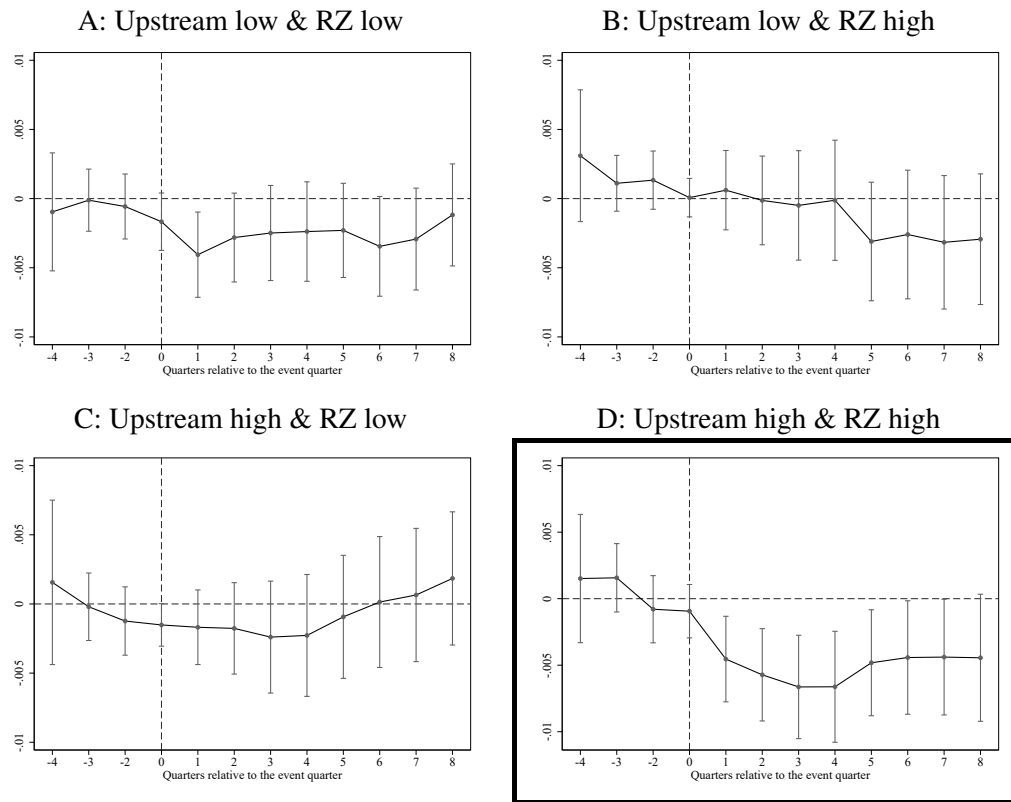 A: Upstream low & RZ low
.01
.005
0
-.005
-.01
-4 -3 -2 0 1 2 3 4 5 6 7 8
Quarters relative to the event quarter
B: Upstream low & RZ high
.01
.005
0
-.005
-.01
-4 -3 -2 0 1 2 3 4 5 6 7 8
Quarters relative to the event quarter
C: Upstream high & RZ low
.01
.005
0
-.005
-.01
-4 -3 -2 0 1 2 3 4 5 6 7 8
Quarters relative to the event quarter
D: Upstream high & RZ high
.01
.005
0
-.005
-.01
-4 -3 -2 0 1 2 3 4 5 6 7 8
Quarters relative to the event quarter